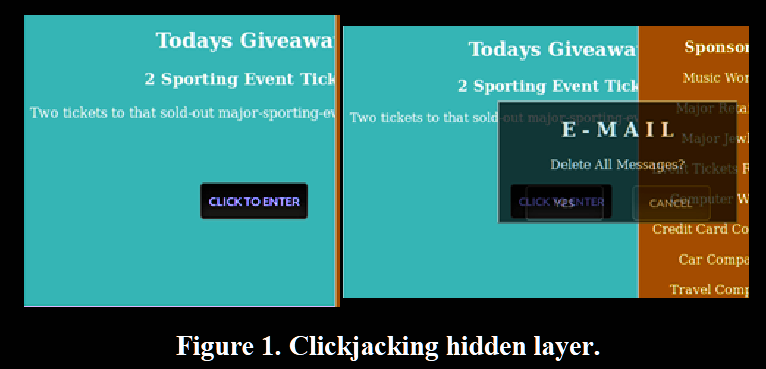 Todays Giveawa
2 Sporting Event Tick
Two tickets to that sold-out major-sporting-ev
CLICK TO ENTER
Todays Giveawa
2 Sporting Event Tick
Two tickets to that sold-out major-sporting-ev
E-MAIL
Delete All Messages?
CLICK TO ENTER
YES
CANCEL
Sponsor
Music Wor
Major Reta
Major Jewl
Event Tickets R
Computer W
Credit Card Co
Car Compa
Travel Comp
Figure 1. Clickjacking hidden layer.